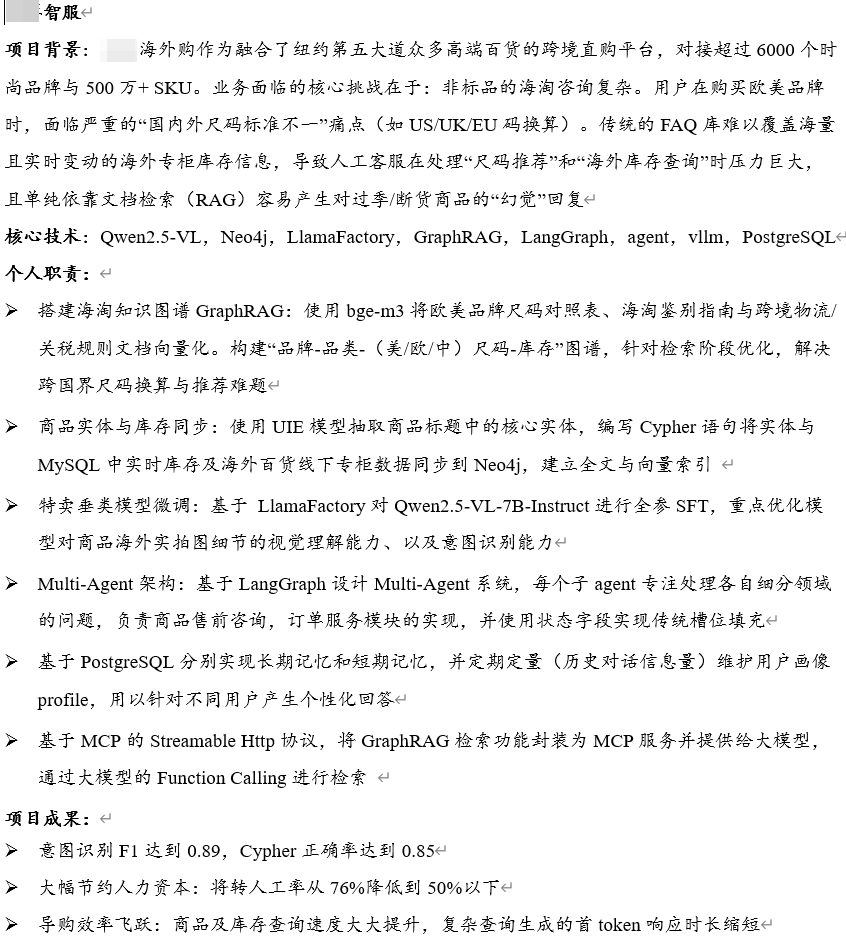 智服
项目背景：海外购作为融合了纽约第五大道众多高端百货的跨境直购平台，对接超过 6000 个时
尚品牌与 500 万+ SKU。业务面临的核心挑战在于：非标品的海淘咨询复杂。用户在购买欧美品牌
时，面临严重的“国内外尺码标准不一”痛点（如 US/UK/EU 码换算）。传统的 FAQ 库难以覆盖海量
且实时变动的海外专柜库存信息，导致人工客服在处理“尺码推荐”和“海外库存查询”时压力巨大，
且单纯依靠文档检索（RAG）容易产生对过季/断货商品的“幻觉”回复
核心技术：Qwen2.5-VL，Neo4j，LlamaFactory，GraphRAG，LangGraph，agent，vllm，PostgreSQL
个人职责：
➢ 搭建海淘知识图谱 GraphRAG：使用 bge-m3 将欧美品牌尺码对照表、海淘鉴别指南与跨境物流/
关税规则文档向量化。构建“品牌-品类-（美/欧/中）尺码-库存”图谱，针对检索阶段优化，解决
跨国界尺码换算与推荐难题
➢ 商品实体与库存同步：使用 UIE 模型抽取商品标题中的核心实体，编写 Cypher 语句将实体与
MySQL 中实时库存及海外百货线下专柜数据同步到 Neo4j，建立全文与向量索引
➢ 特卖垂类模型微调：基于 LlamaFactory 对 Qwen2.5-VL-7B-Instruct 进行全参 SFT，重点优化模
型对商品海外实拍图细节的视觉理解能力、以及意图识别能力
➢ Multi-Agent 架构：基于 LangGraph 设计 Multi-Agent 系统，每个子 agent 专注处理各自细分领域
的问题，负责商品售前咨询，订单服务模块的实现，并使用状态字段实现传统槽位填充
➢ 基于 PostgreSQL 分别实现长期记忆和短期记忆，并定期定量（历史对话信息量）维护用户画像
profile，用以针对不同用户产生个性化回答
➢ 基于 MCP 的 Streamable Http 协议，将 GraphRAG 检索功能封装为 MCP 服务并提供给大模型，
通过大模型的 Function Calling 进行检索
项目成果：
➢ 意图识别 F1 达到 0.89，Cypher 正确率达到 0.85
➢ 大幅节约人力资本：将转人工率从 76%降低到 50%以下
➢ 导购效率飞跃：商品及库存查询速度大大提升，复杂查询生成的首 token 响应时长缩短